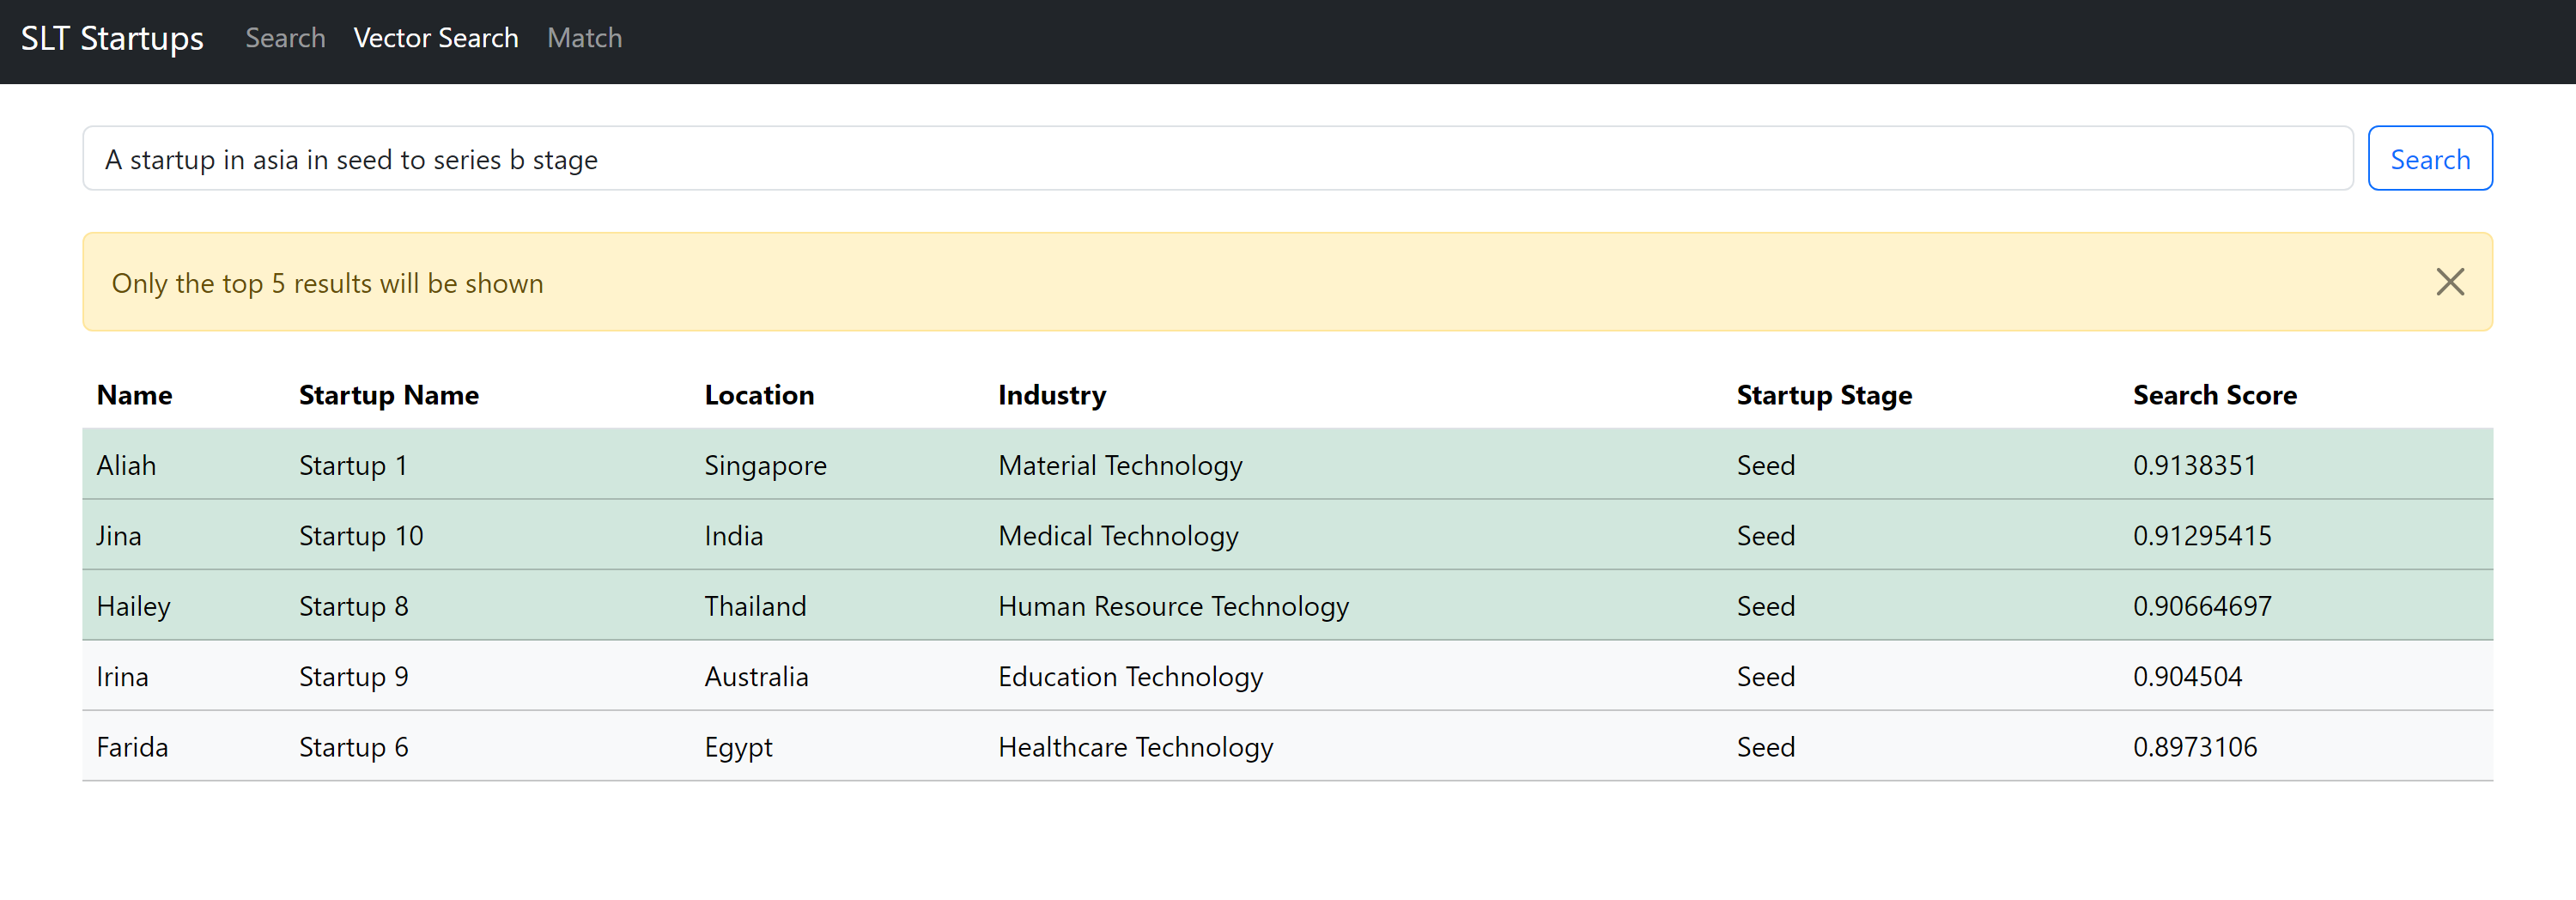 SLT Startups Search Vector Search Match
A startup in asia in seed to series b stage Search
Only the top 5 results will be shown
Name Startup Name Location Industry Startup Stage Search Score
Aliah Startup 1 Singapore Material Technology Seed 0.9138351
Jina Startup 10 India Medical Technology Seed 0.91295415
Hailey Startup 8 Thailand Human Resource Technology Seed 0.90664697
Irina Startup 9 Australia Education Technology Seed 0.904504
Farida Startup 6 Egypt Healthcare Technology Seed 0.8973106